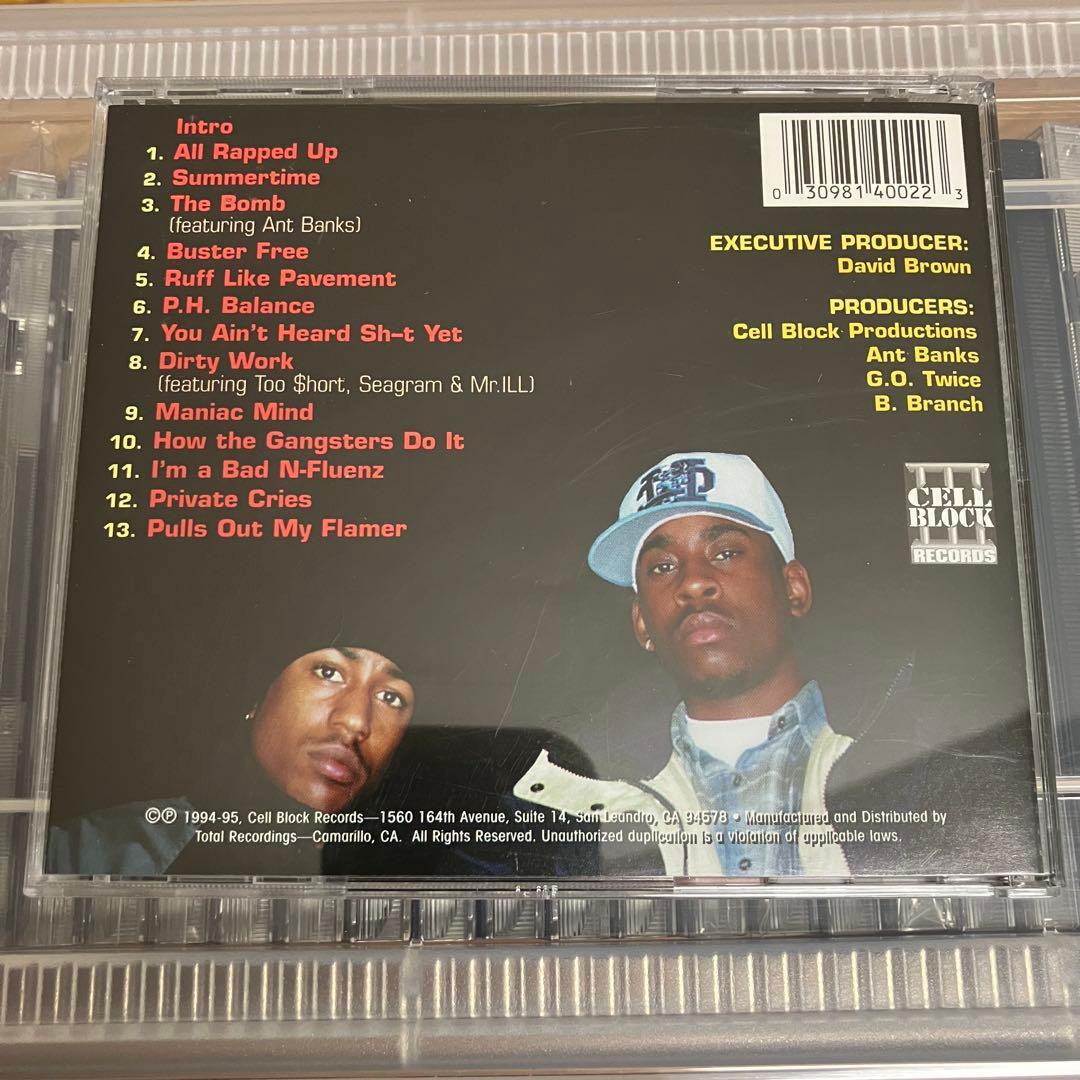 Intro
1. All Rapped Up
2. Summertime
3. The Bomb
(featuring Ant Banks)
4. Buster Free
5. Ruff Like Pavement
6. P.H. Balance
7. You Ain't Heard Sh-t Yet
8. Dirty Work
(featuring Too $hort, Seagram & Mr.ILL)
9. Maniac Mind
10. How the Gangsters Do It
11. I'm a Bad N-Fluenz
12. Private Cries
13. Pulls Out My Flamer
0 30981 40022 3
EXECUTIVE PRODUCER:
David Brown
PRODUCERS:
Cell Block Productions
Ant Banks
G.O. Twice
B. Branch
CELL
BLOCK
RECORDS
©℗ 1994-95, Cell Block Records—1560 164th Avenue, Suite 14, San Leandro, CA 94578 • Manufactured and Distributed by
Total Recordings—Camarillo, CA. All Rights Reserved. Unauthorized duplication is a violation of applicable laws.